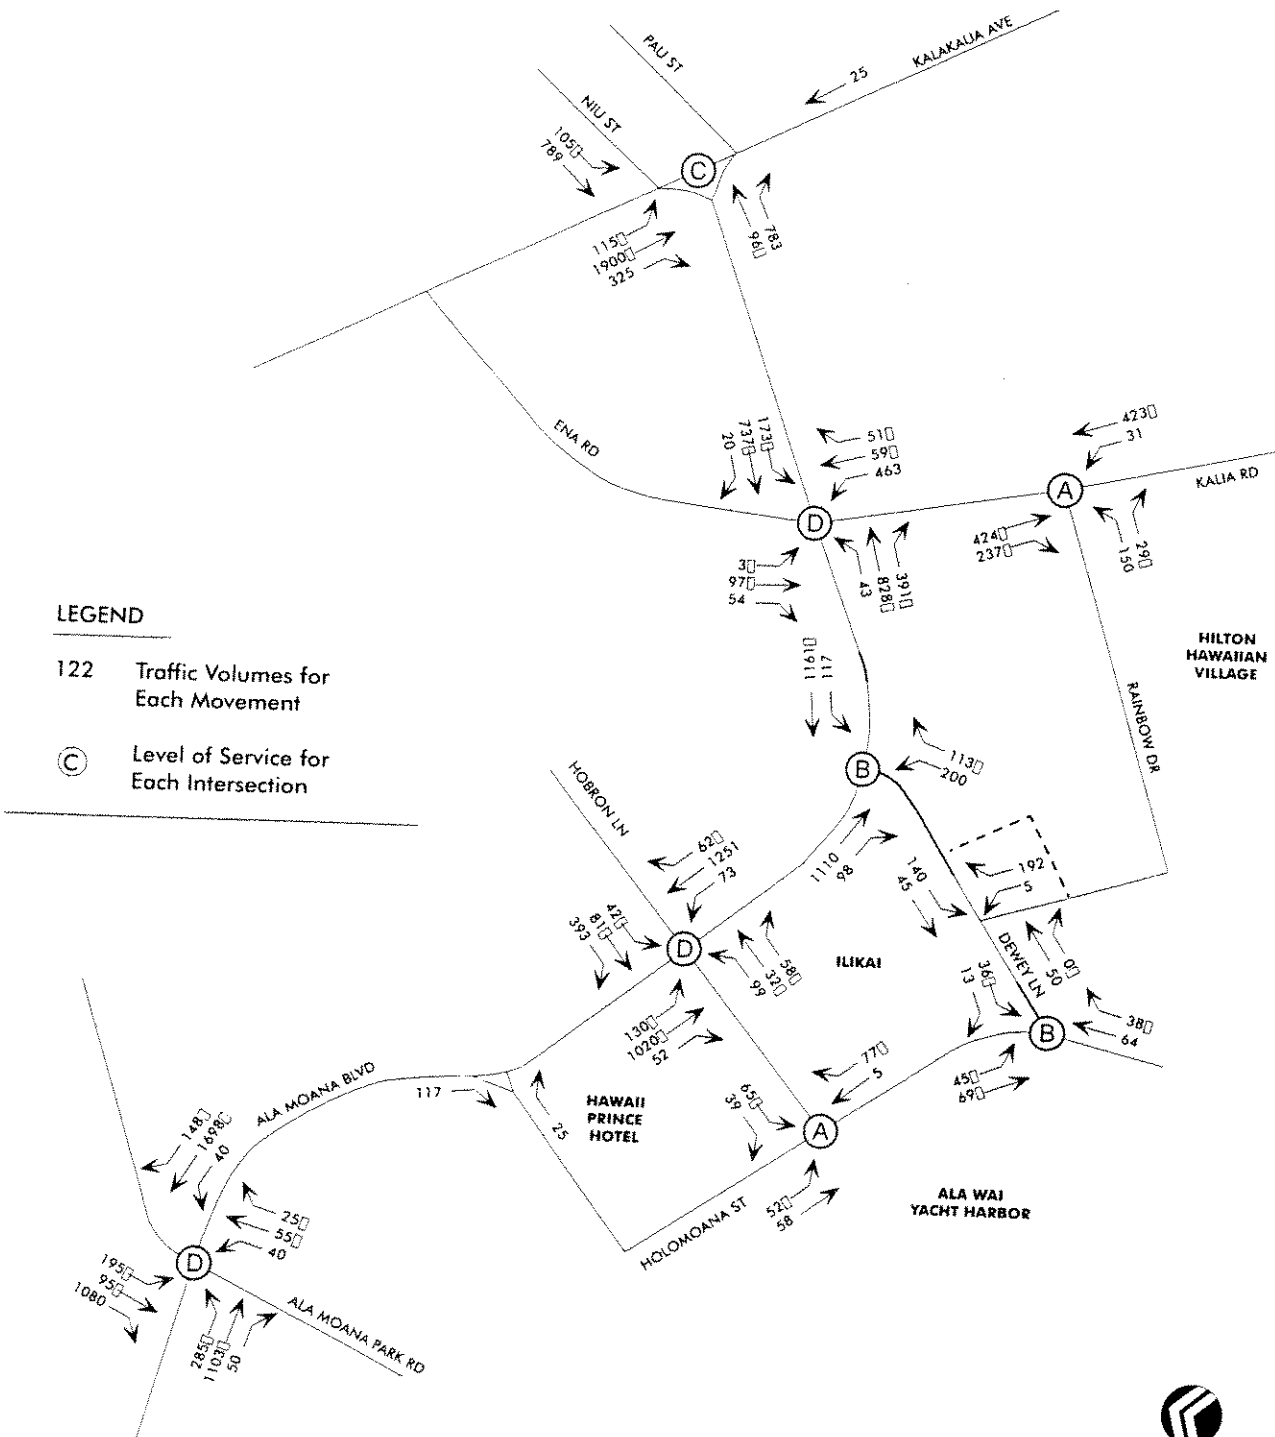 PAU ST
KALAKAUA AVE
25
NIU ST
105▯
789
C
115▯
1900▯
325
96▯
783
ENA RD
20
737▯
173▯
51▯
59▯
463
423▯
31
KALIA RD
A
D
424▯
237▯
150
29▯
3▯
97▯
54
43
828▯
391▯
LEGEND
122 Traffic Volumes for
Each Movement
C Level of Service for
Each Intersection
1191▯
117
HILTON
HAWAIIAN
VILLAGE
RAINBOW DR
B
113▯
200
HOBRON LN
62▯
1251
73
1110
98
140
45
192
5
42▯
81▯
393
D
58▯
32▯
99
ILIKAI
DEWEY LN
50
0▯
36▯
13
38▯
64
B
130▯
1020▯
52
77▯
5
45▯
69▯
ALA MOANA BLVD
117
25
HAWAII
PRINCE
HOTEL
65▯
39
A
52▯
58
HOLOMOANA ST
ALA WAI
YACHT HARBOR
148▯
1698▯
40
25▯
55▯
40
195▯
95▯
1080
D
285▯
1103▯
50
ALA MOANA PARK RD